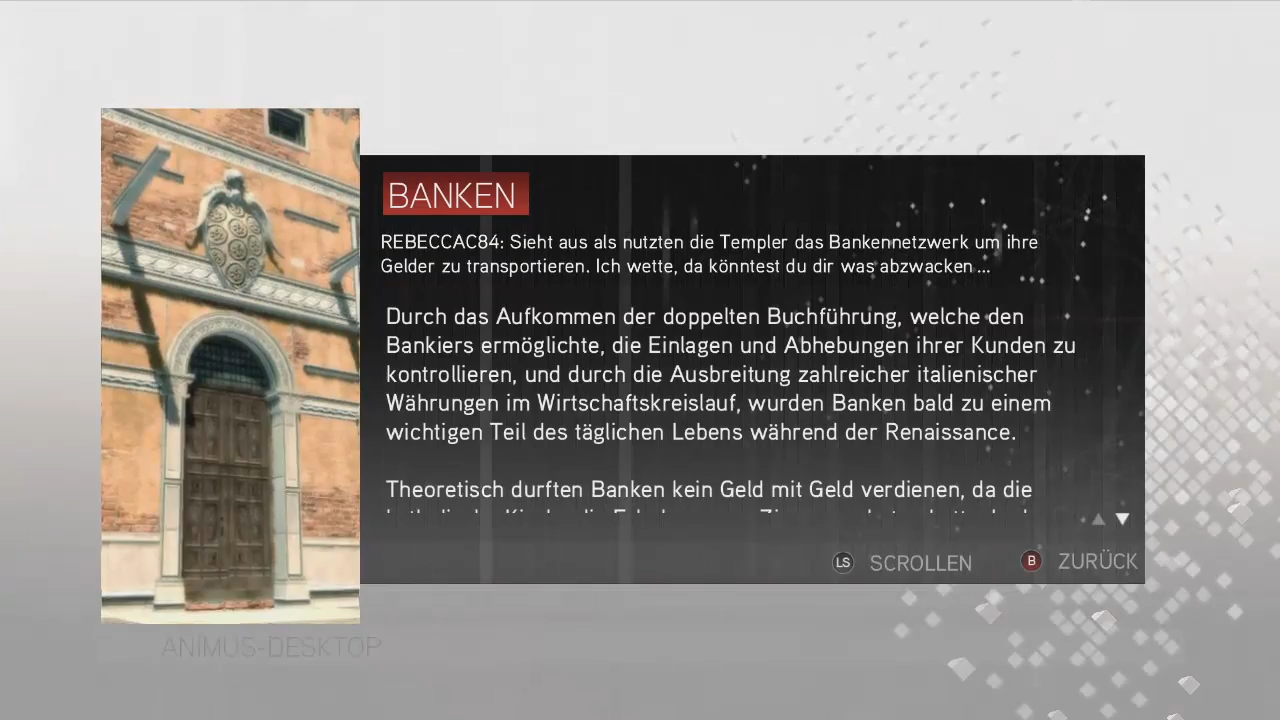 BANKEN
REBECCAC84: Sieht aus als nutzten die Templer das Bankennetzwerk um ihre
Gelder zu transportieren. Ich wette, da könntest du dir was abzwacken ...
Durch das Aufkommen der doppelten Buchführung, welche den
Bankiers ermöglichte, die Einlagen und Abhebungen ihrer Kunden zu
kontrollieren, und durch die Ausbreitung zahlreicher italienischer
Währungen im Wirtschaftskreislauf, wurden Banken bald zu einem
wichtigen Teil des täglichen Lebens während der Renaissance.
Theoretisch durften Banken kein Geld mit Geld verdienen, da die
LS SCROLLEN B ZURÜCK
ANIMUS-DESKTOP